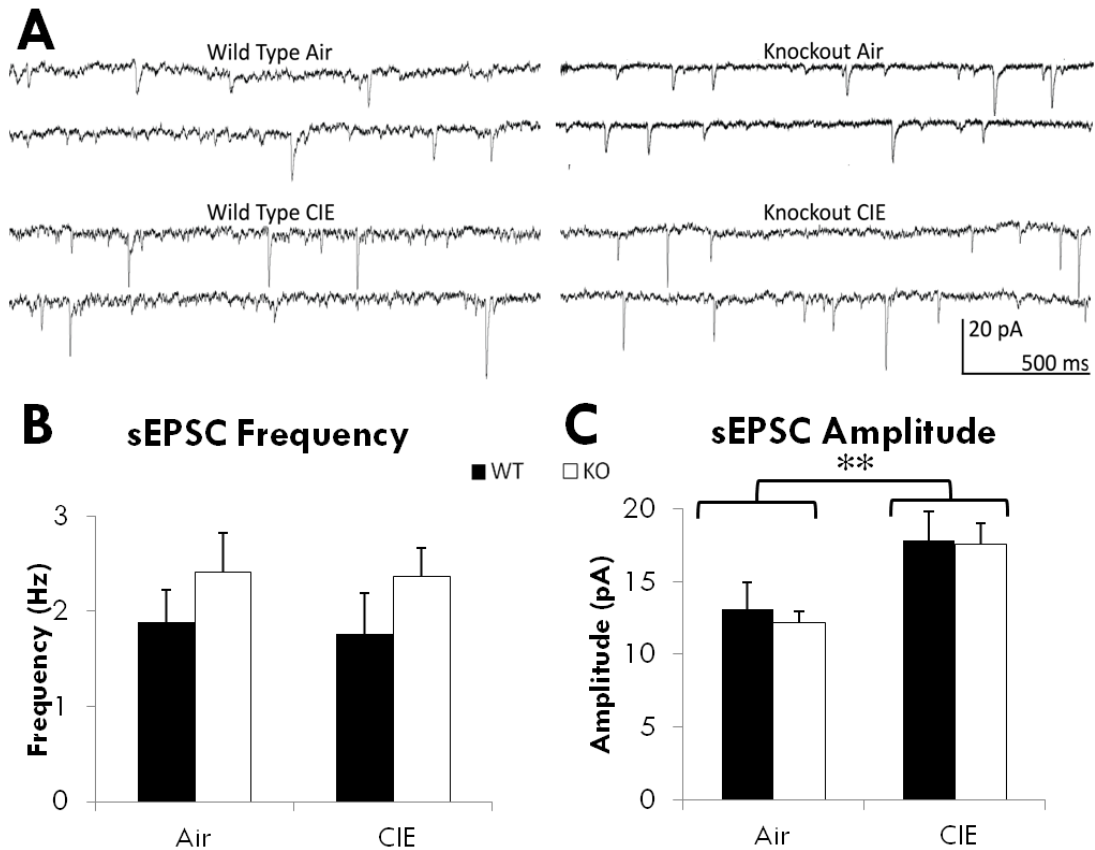 A
Wild Type Air
Knockout Air
Wild Type CIE
Knockout CIE
20 pA
500 ms
B
sEPSC Frequency
C
sEPSC Amplitude
WT
KO
**
Frequency (Hz)
3
2
1
0
Air
CIE
Amplitude (pA)
20
15
10
5
0
Air
CIE